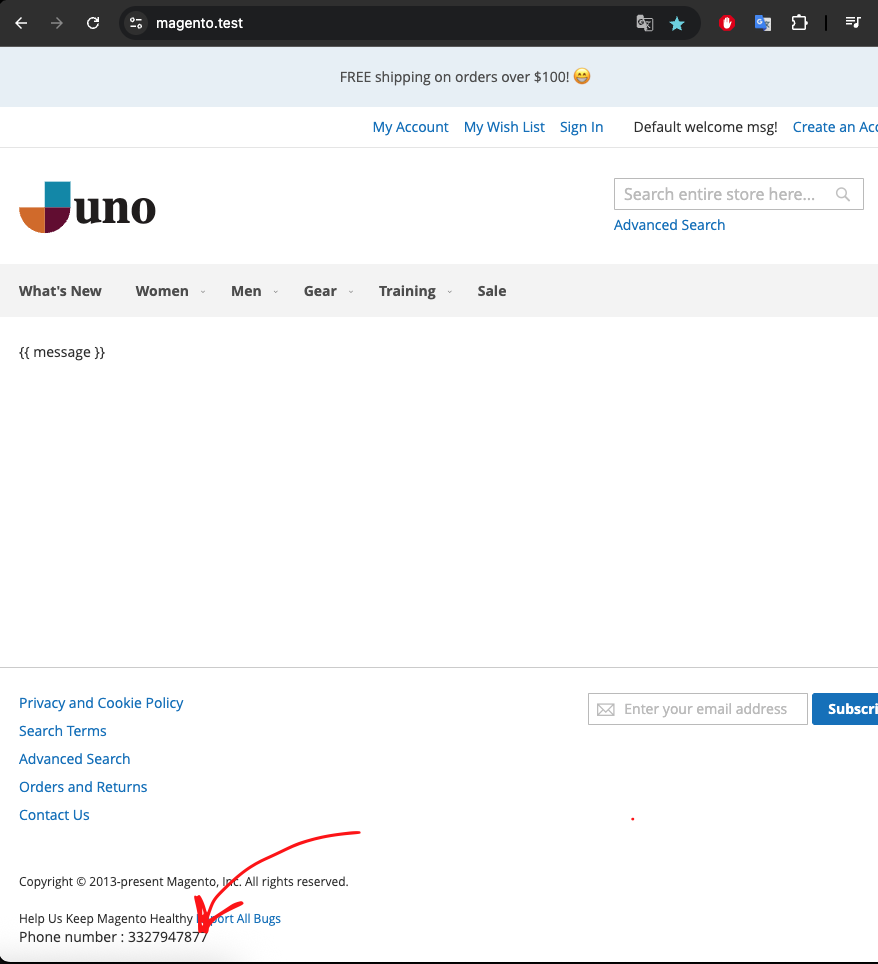 magento.test
FREE shipping on orders over $100! 😁
My Account My Wish List Sign In Default welcome msg! Create an Acc
uno
Search entire store here...
Advanced Search
What's New Women Men Gear Training Sale
{{ message }}
Privacy and Cookie Policy
Search Terms
Advanced Search
Orders and Returns
Contact Us
Enter your email address Subscri
Copyright © 2013-present Magento, Inc. All rights reserved.
Help Us Keep Magento Healthy Report All Bugs
Phone number : 3327947877